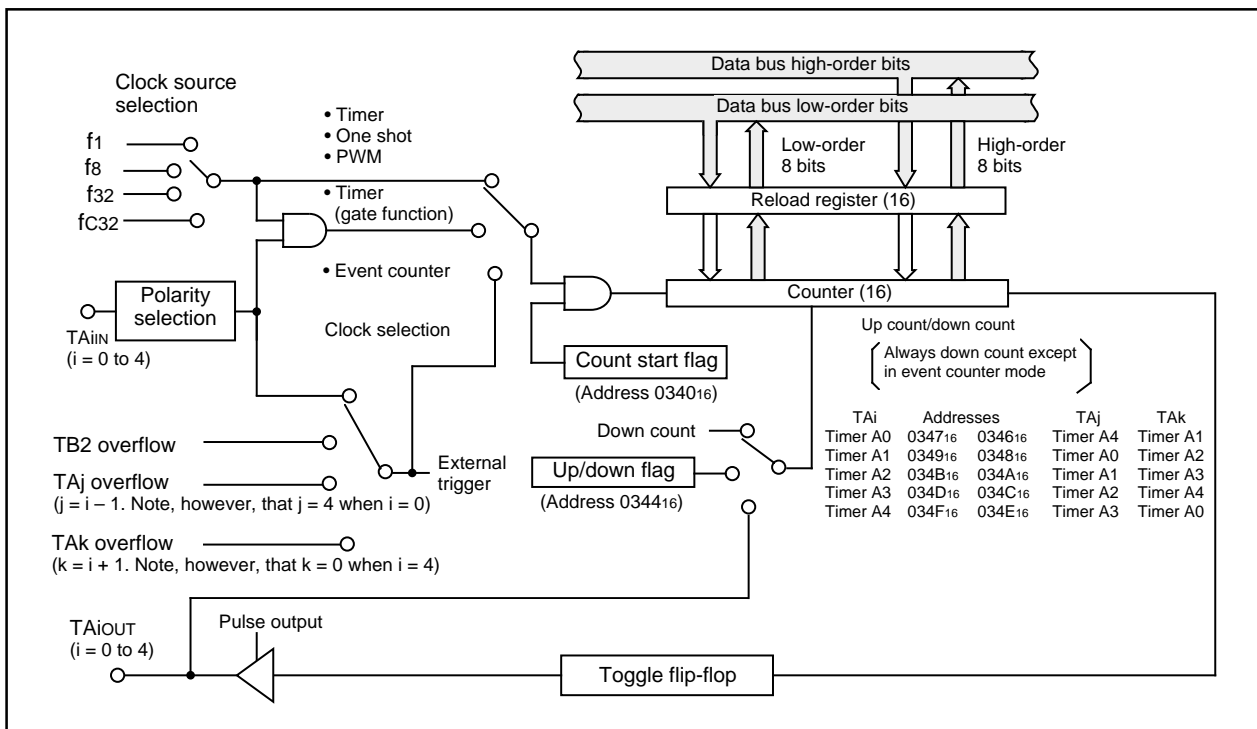 Clock source
selection
f1
f8
f32
fC32
• Timer
• One shot
• PWM
• Timer
(gate function)
• Event counter
Clock selection
Polarity
selection
TAiIN
(i = 0 to 4)
TB2 overflow
TAj overflow
(j = i – 1. Note, however, that j = 4 when i = 0)
TAk overflow
(k = i + 1. Note, however, that k = 0 when i = 4)
External
trigger
Data bus high-order bits
Data bus low-order bits
Low-order
8 bits
High-order
8 bits
Reload register (16)
Counter (16)
Count start flag
(Address 034016)
Up count/down count
Always down count except
in event counter mode
Down count
Up/down flag
(Address 034416)
TAi Addresses TAj TAk
Timer A0 034716 034616 Timer A4 Timer A1
Timer A1 034916 034816 Timer A0 Timer A2
Timer A2 034B16 034A16 Timer A1 Timer A3
Timer A3 034D16 034C16 Timer A2 Timer A4
Timer A4 034F16 034E16 Timer A3 Timer A0
TAiOUT
(i = 0 to 4)
Pulse output
Toggle flip-flop